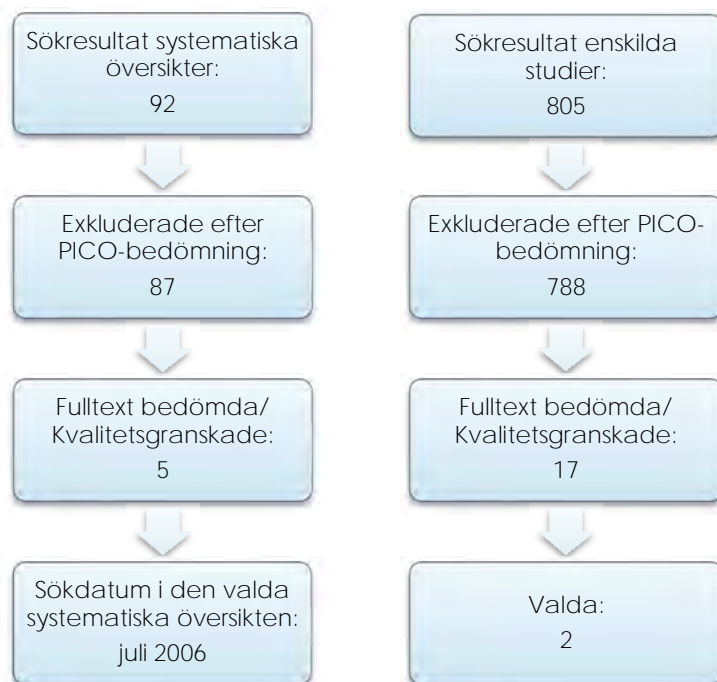 Sökresultat systematiska
översikter:
92
Exkluderade efter
PICO-bedömning:
87
Fulltext bedömda/
Kvalitetsgranskade:
5
Sökdatum i den valda
systematiska översikten:
juli 2006
Sökresultat enskilda
studier:
805
Exkluderade efter PICO-
bedömning:
788
Fulltext bedömda/
Kvalitetsgranskade:
17
Valda:
2